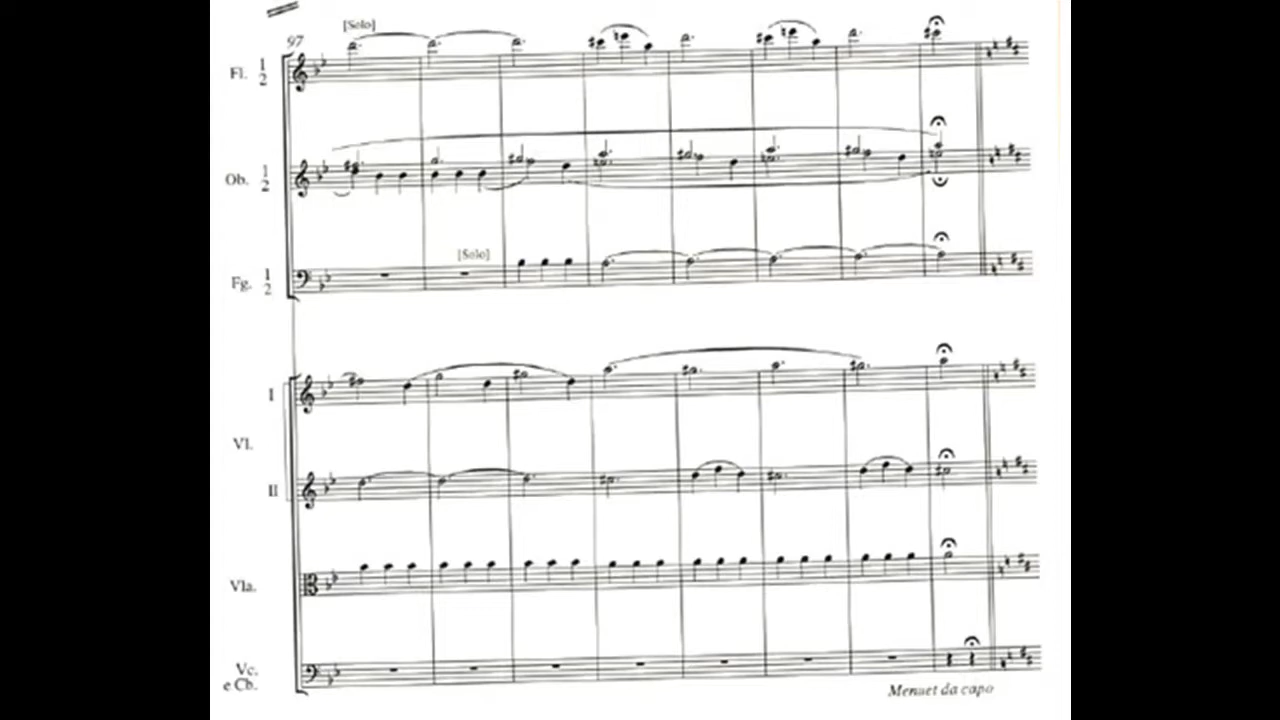 [Solo]
97
Fl. 1 2
Ob. 1 2
[Solo]
Fg. 1 2
I
Vl.
II
Vla.
Vc.
e Cb.
Menuet da capo